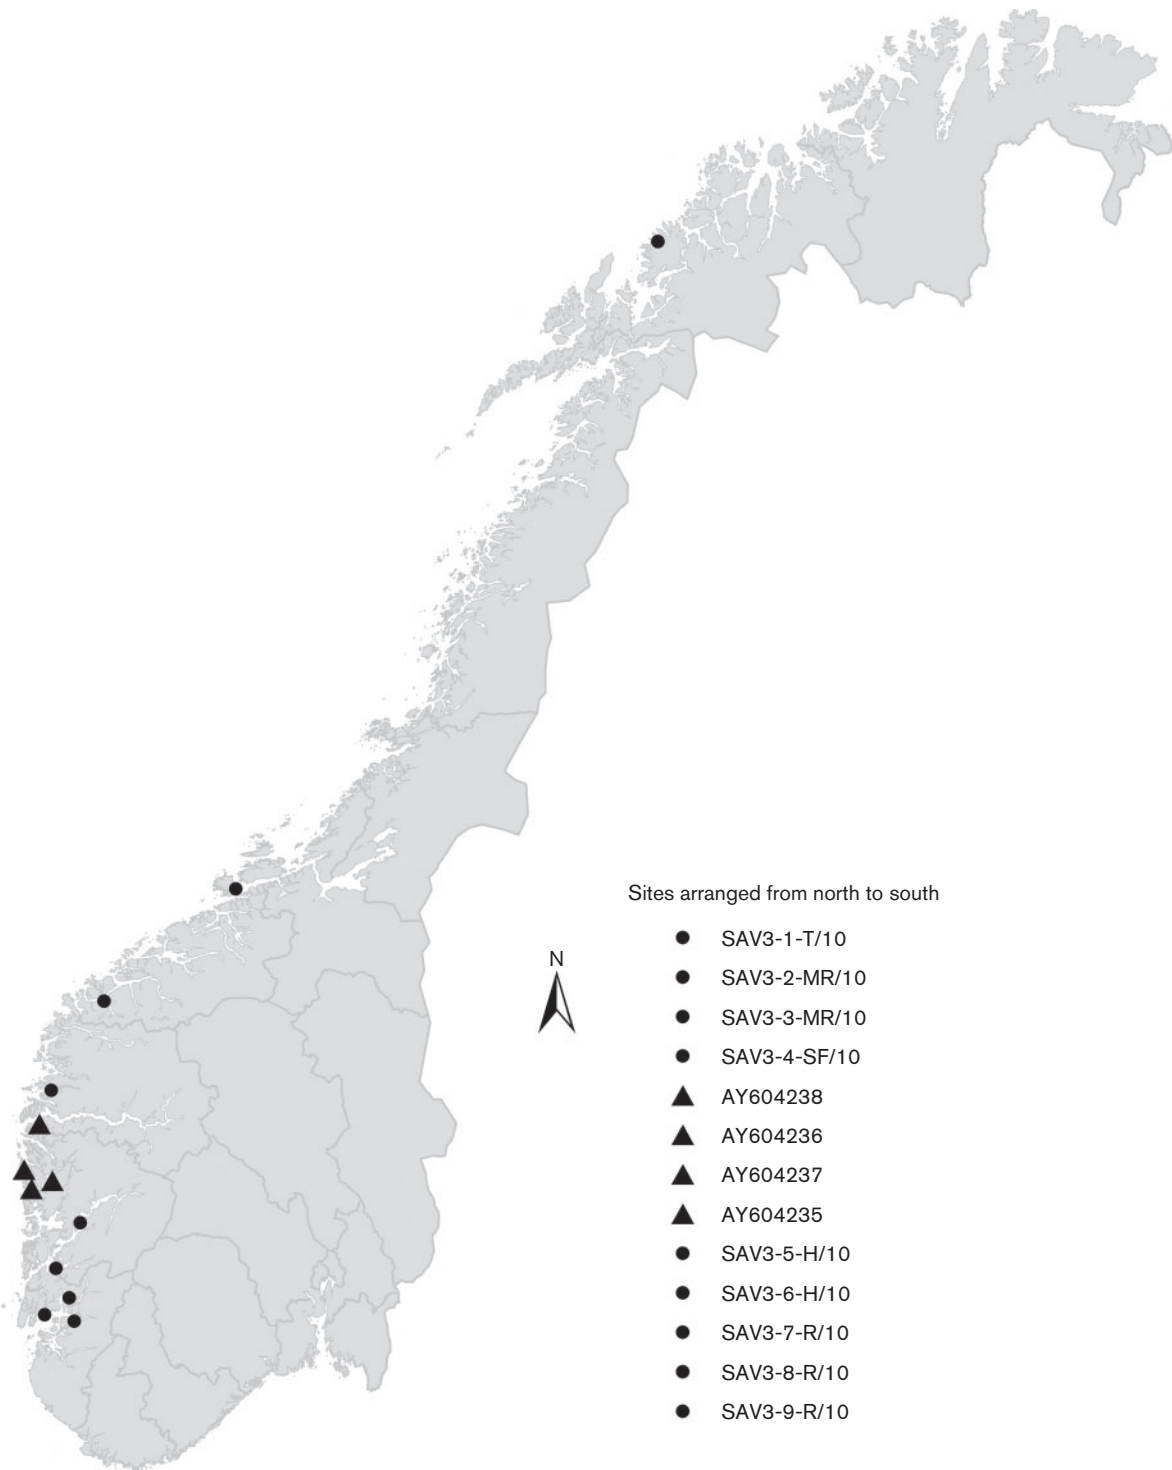 Sites arranged from north to south
N
SAV3-1-T/10
SAV3-2-MR/10
SAV3-3-MR/10
SAV3-4-SF/10
AY604238
AY604236
AY604237
AY604235
SAV3-5-H/10
SAV3-6-H/10
SAV3-7-R/10
SAV3-8-R/10
SAV3-9-R/10